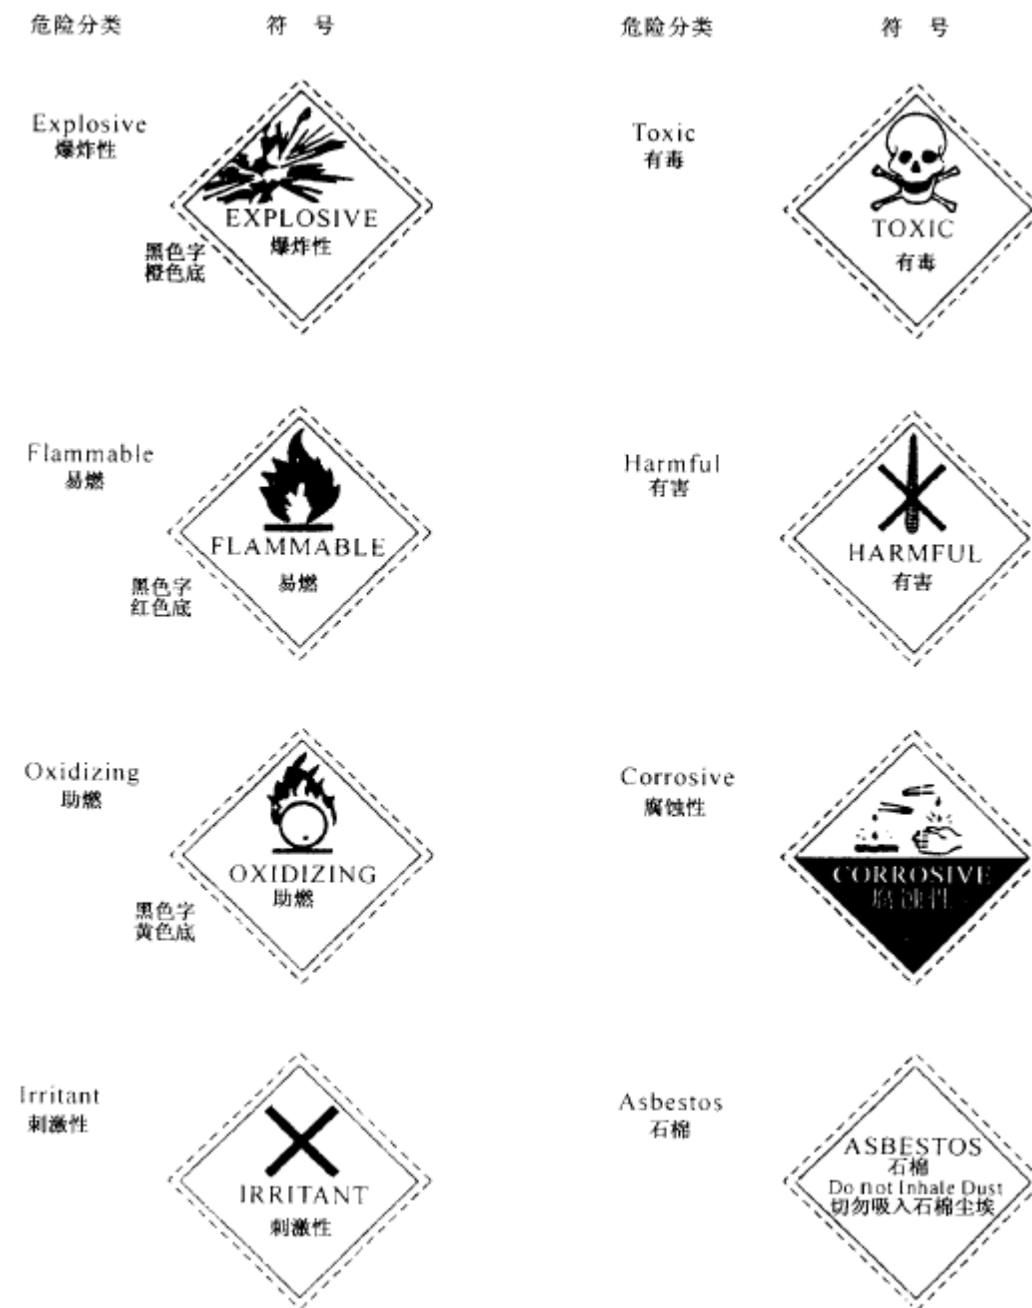 危险分类 符 号
Explosive
爆炸性
EXPLOSIVE
爆炸性
黑色字
橙色底
Flammable
易燃
FLAMMABLE
易燃
黑色字
红色底
Oxidizing
助燃
OXIDIZING
助燃
黑色字
黄色底
Irritant
刺激性
IRRITANT
刺激性
危险分类 符 号
Toxic
有毒
TOXIC
有毒
Harmful
有害
HARMFUL
有害
Corrosive
腐蚀性
CORROSIVE
腐蚀性
Asbestos
石棉
ASBESTOS
石棉
Do not Inhale Dust
切勿吸入石棉尘埃